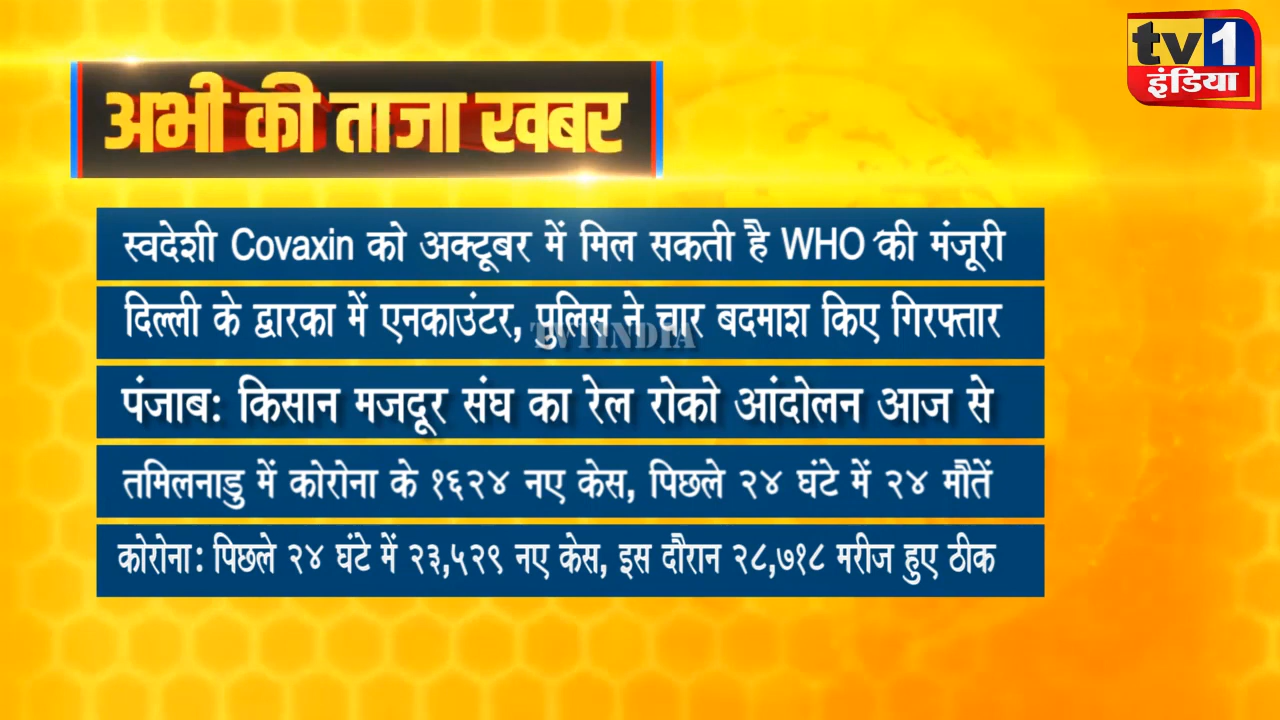 tv1
इंडिया
अभी की ताजा खबर
स्वदेशी Covaxin को अक्टूबर में मिल सकती है WHO की मंजूरी
दिल्ली के द्वारका में एनकाउंटर, पुलिस ने चार बदमाश किए गिरफ्तार
TV1INDIA
पंजाब: किसान मजदूर संघ का रेल रोको आंदोलन आज से
तमिलनाडु में कोरोना के १६२४ नए केस, पिछले २४ घंटे में २४ मौतें
कोरोना: पिछले २४ घंटे में २३,५२९ नए केस, इस दौरान २८,७१८ मरीज हुए ठीक